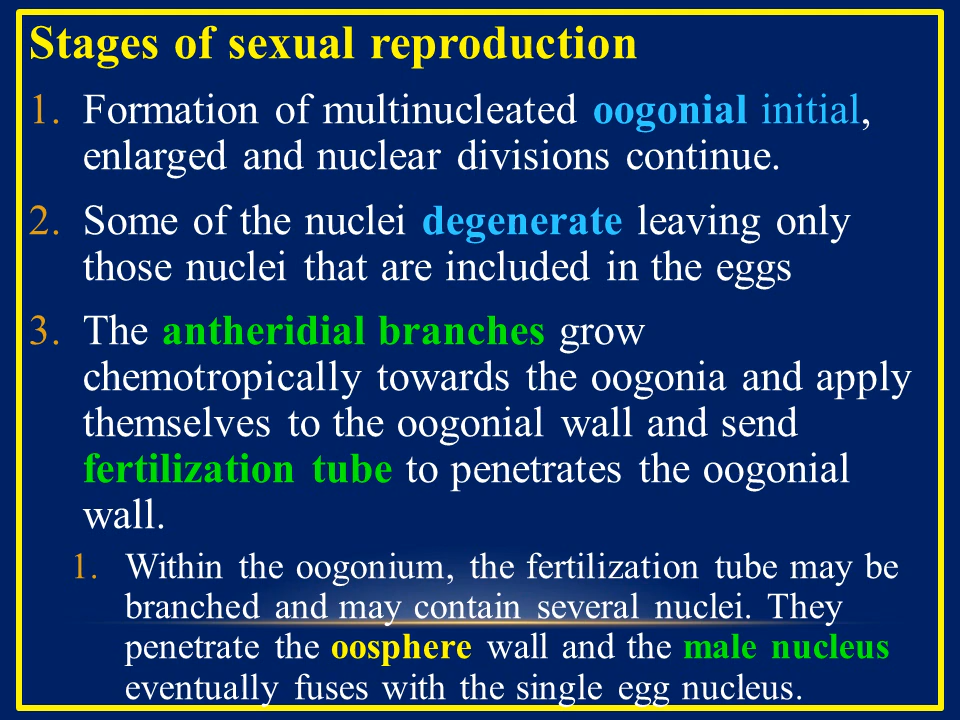 Stages of sexual reproduction
1. Formation of multinucleated oogonial initial,
enlarged and nuclear divisions continue.
2. Some of the nuclei degenerate leaving only
those nuclei that are included in the eggs
3. The antheridial branches grow
chemotropically towards the oogonia and apply
themselves to the oogonial wall and send
fertilization tube to penetrates the oogonial
wall.
1. Within the oogonium, the fertilization tube may be
branched and may contain several nuclei. They
penetrate the oosphere wall and the male nucleus
eventually fuses with the single egg nucleus.